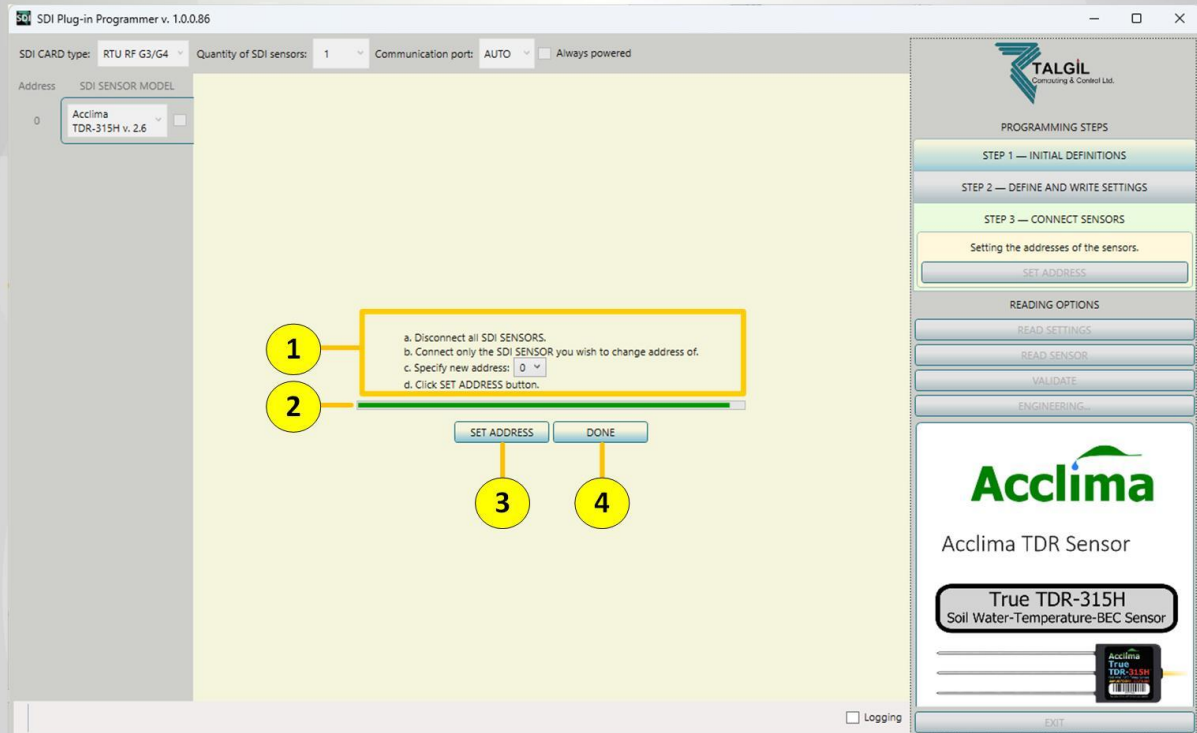 SDI Plug-in Programmer v. 1.0.0.86
SDI CARD type: RTU RF G3/G4 Quantity of SDI sensors: 1 Communication port: AUTO Always powered
Address SDI SENSOR MODEL
0 Acclima
TDR-315H v. 2.6
1
a. Disconnect all SDI SENSORS.
b. Connect only the SDI SENSOR you wish to change address of.
c. Specify new address: 0
d. Click SET ADDRESS button.
2
SET ADDRESS DONE
3 4
Logging
TALGIL
Computing & Control Ltd.
PROGRAMMING STEPS
STEP 1 — INITIAL DEFINITIONS
STEP 2 — DEFINE AND WRITE SETTINGS
STEP 3 — CONNECT SENSORS
Setting the addresses of the sensors.
SET ADDRESS
READING OPTIONS
READ SETTINGS
READ SENSOR
VALIDATE
ENGINEERING...
Acclima
Acclima TDR Sensor
True TDR-315H
Soil Water-Temperature-BEC Sensor
Acclima
True
TDR-315H
EXIT